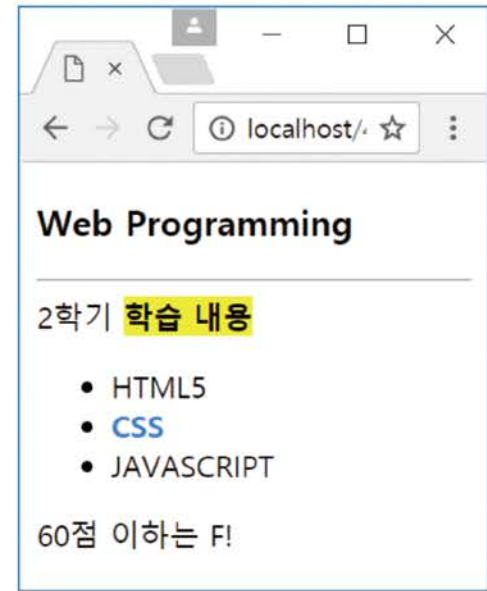 localhost/
Web Programming
2학기 학습 내용
HTML5
CSS
JAVASCRIPT
60점 이하는 F!